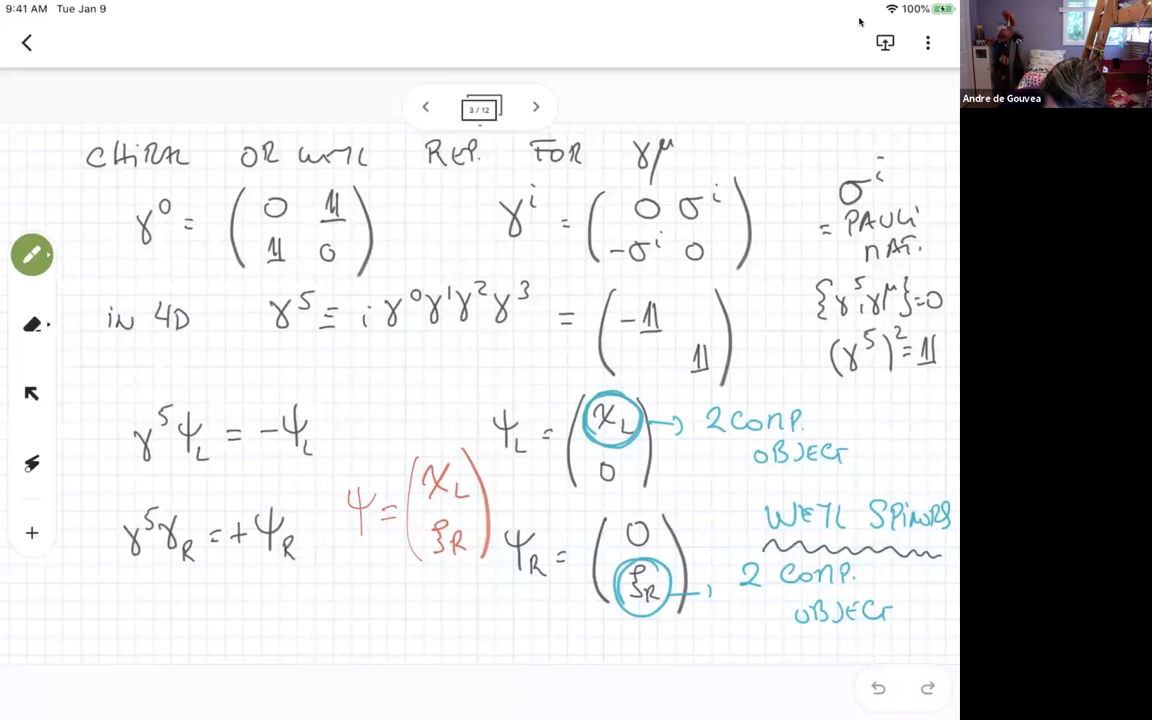 9:41 AM Tue Jan 9
100%
Andre de Gouvea
3 / 12
CHIRAL OR WEYL REP. FOR γ^μ
γ^0 = ( 0 𝟙 ; 𝟙 0 )
γ^i = ( 0 σ^i ; -σ^i 0 )
σ^i
= PAULI
MAT.
in 4D γ^5 ≡ i γ^0 γ^1 γ^2 γ^3 = ( -𝟙 ; 𝟙 )
{γ^5, γ^μ} = 0
(γ^5)^2 = 𝟙
γ^5 ψ_L = -ψ_L
ψ_L = ( χ_L ; 0 ) → 2 COMP.
OBJECT
ψ = ( χ_L ; ξ_R )
WEYL SPINORS
γ^5 γ_R = +ψ_R
ψ_R = ( 0 ; ξ_R ) → 2 COMP.
OBJECT